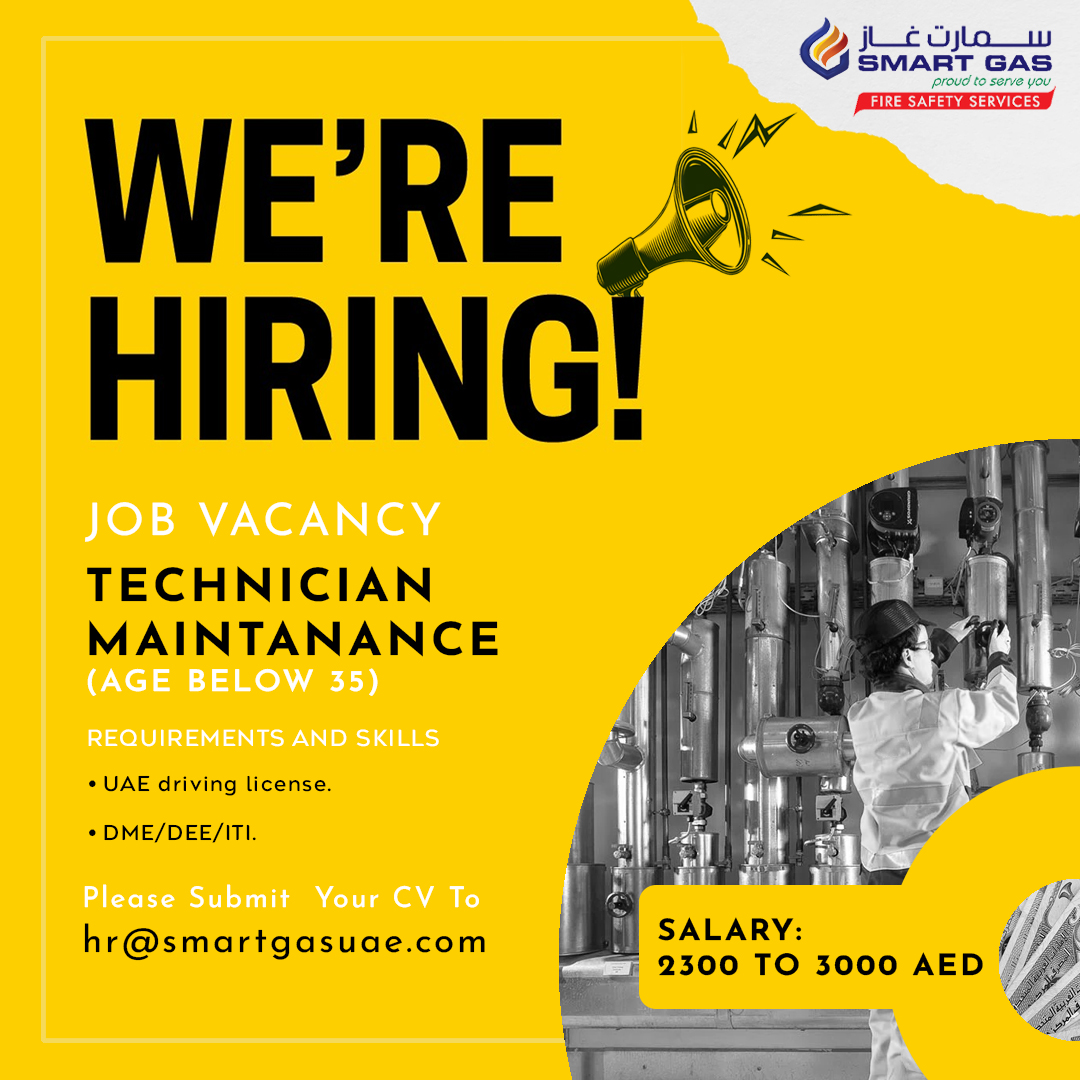 سـمارت غـاز
SMART GAS
proud to serve you
FIRE SAFETY SERVICES
WE’RE
HIRING!
JOB VACANCY
TECHNICIAN
MAINTANANCE
(AGE BELOW 35)
REQUIREMENTS AND SKILLS
• UAE driving license.
• DME/DEE/ITI.
Please Submit Your CV To
hr@smartgasuae.com
SALARY:
2300 TO 3000 AED